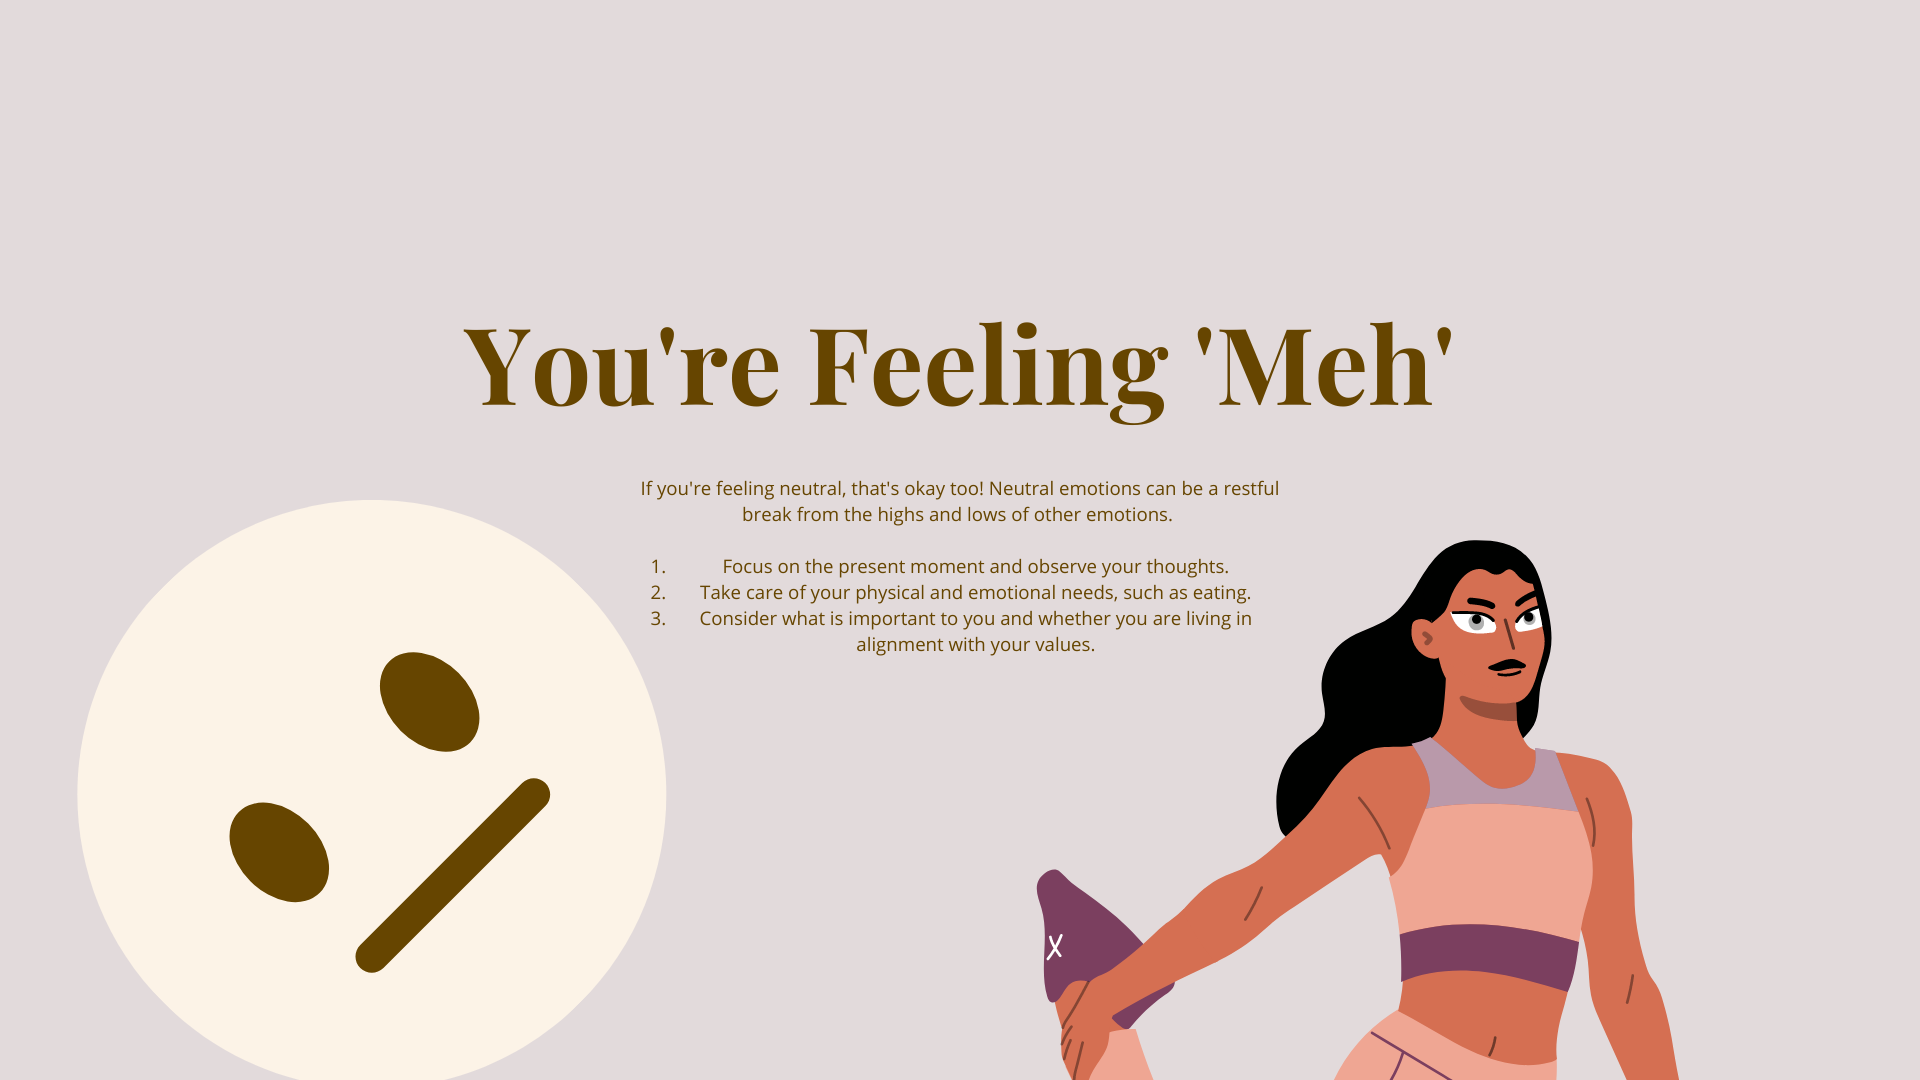 You're Feeling 'Meh'
If you're feeling neutral, that's okay too! Neutral emotions can be a restful
break from the highs and lows of other emotions.
1. Focus on the present moment and observe your thoughts.
2. Take care of your physical and emotional needs, such as eating.
3. Consider what is important to you and whether you are living in
alignment with your values.